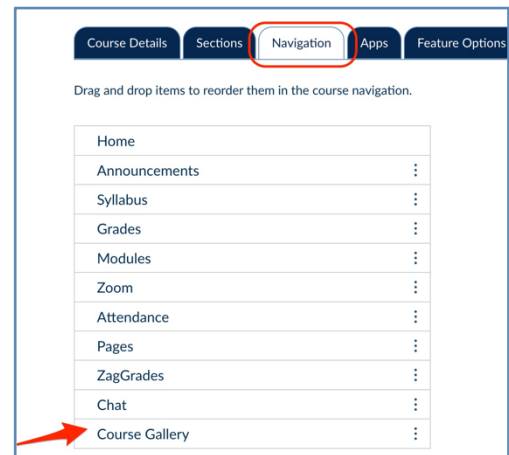 Course Details Sections Navigation Apps Feature Options
Drag and drop items to reorder them in the course navigation.
Home
Announcements
Syllabus
Grades
Modules
Zoom
Attendance
Pages
ZagGrades
Chat
Course Gallery